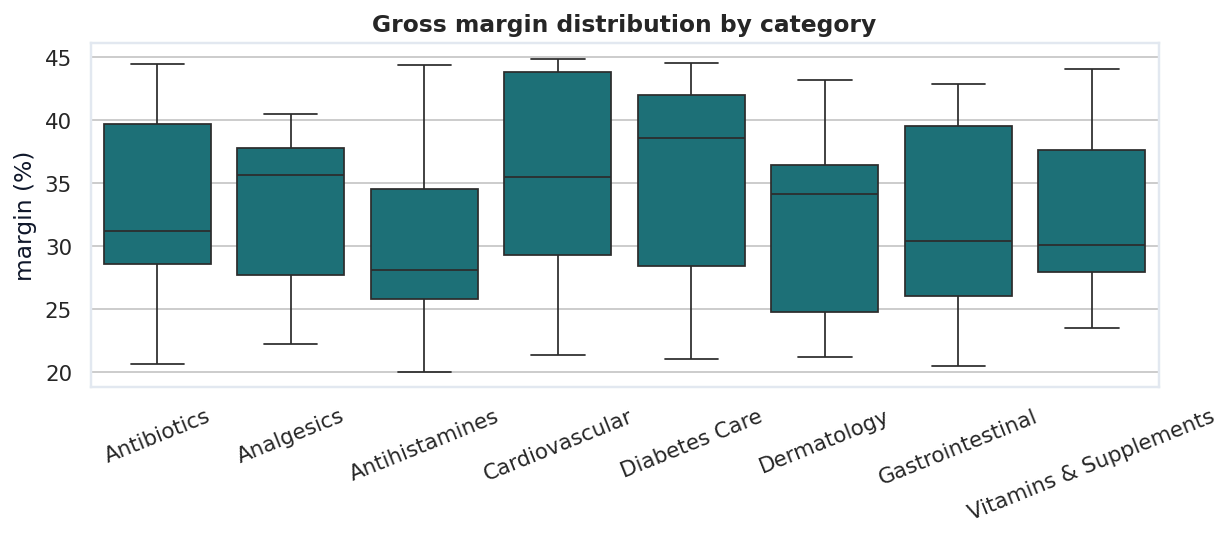 Gross margin distribution by category
margin (%)
45
40
35
30
25
20
Antibiotics
Analgesics
Antihistamines
Cardiovascular
Diabetes Care
Dermatology
Gastrointestinal
Vitamins & Supplements